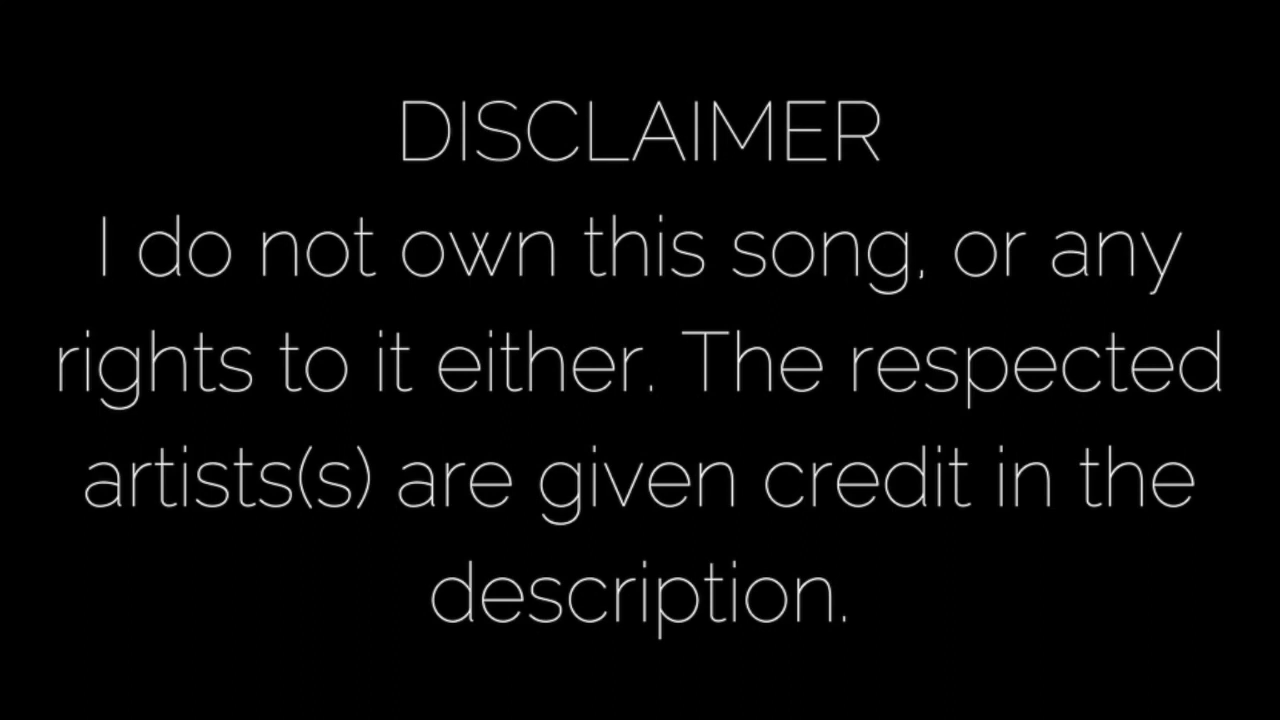 DISCLAIMER
I do not own this song, or any
rights to it either. The respected
artists(s) are given credit in the
description.